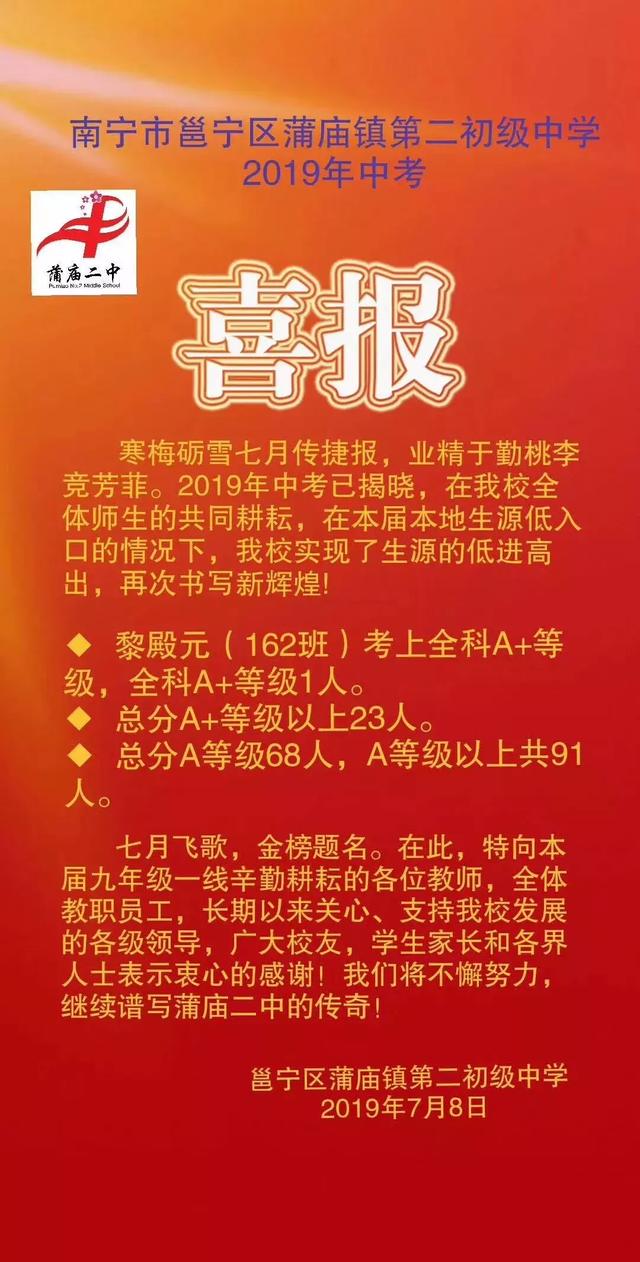 南宁市邕宁区蒲庙镇第二初级中学
2019年中考
蒲庙二中
Pumiao No.2 Middle School
喜报
寒梅砺雪七月传捷报，业精于勤桃李
竞芳菲。2019年中考已揭晓，在我校全
体师生的共同耕耘，在本届本地生源低入
口的情况下，我校实现了生源的低进高
出，再次书写新辉煌!
◆ 黎殿元（162班）考上全科A+等
级，全科A+等级1人。
◆ 总分A+等级以上23人。
◆ 总分A等级68人，A等级以上共91
人。
七月飞歌，金榜题名。在此，特向本
届九年级一线辛勤耕耘的各位教师，全体
教职员工，长期以来关心、支持我校发展
的各级领导，广大校友，学生家长和各界
人士表示衷心的感谢！我们将不懈努力，
继续谱写蒲庙二中的传奇！
邕宁区蒲庙镇第二初级中学
2019年7月8日